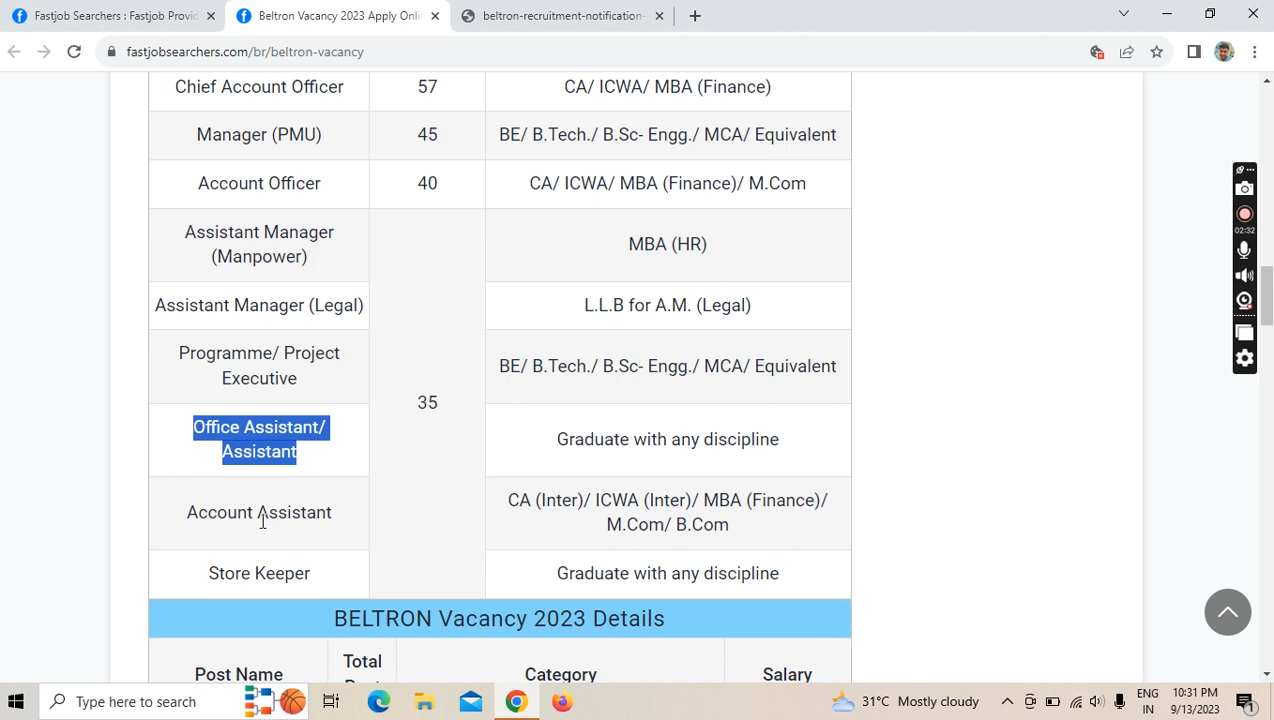 Fastjob Searchers : Fastjob Provid
Beltron Vacancy 2023 Apply Onli
beltron-recruitment-notification-
fastjobsearchers.com/br/beltron-vacancy
Chief Account Officer 57 CA/ ICWA/ MBA (Finance)
Manager (PMU) 45 BE/ B.Tech./ B.Sc- Engg./ MCA/ Equivalent
Account Officer 40 CA/ ICWA/ MBA (Finance)/ M.Com
Assistant Manager
(Manpower)
MBA (HR)
Assistant Manager (Legal) L.L.B for A.M. (Legal)
Programme/ Project
Executive
BE/ B.Tech./ B.Sc- Engg./ MCA/ Equivalent
35
Office Assistant/
Assistant
Graduate with any discipline
Account Assistant
CA (Inter)/ ICWA (Inter)/ MBA (Finance)/
M.Com/ B.Com
Store Keeper Graduate with any discipline
BELTRON Vacancy 2023 Details
Post Name Total Category Salary
02:32
Type here to search
31°C Mostly cloudy
ENG
IN
10:31 PM
9/13/2023
1